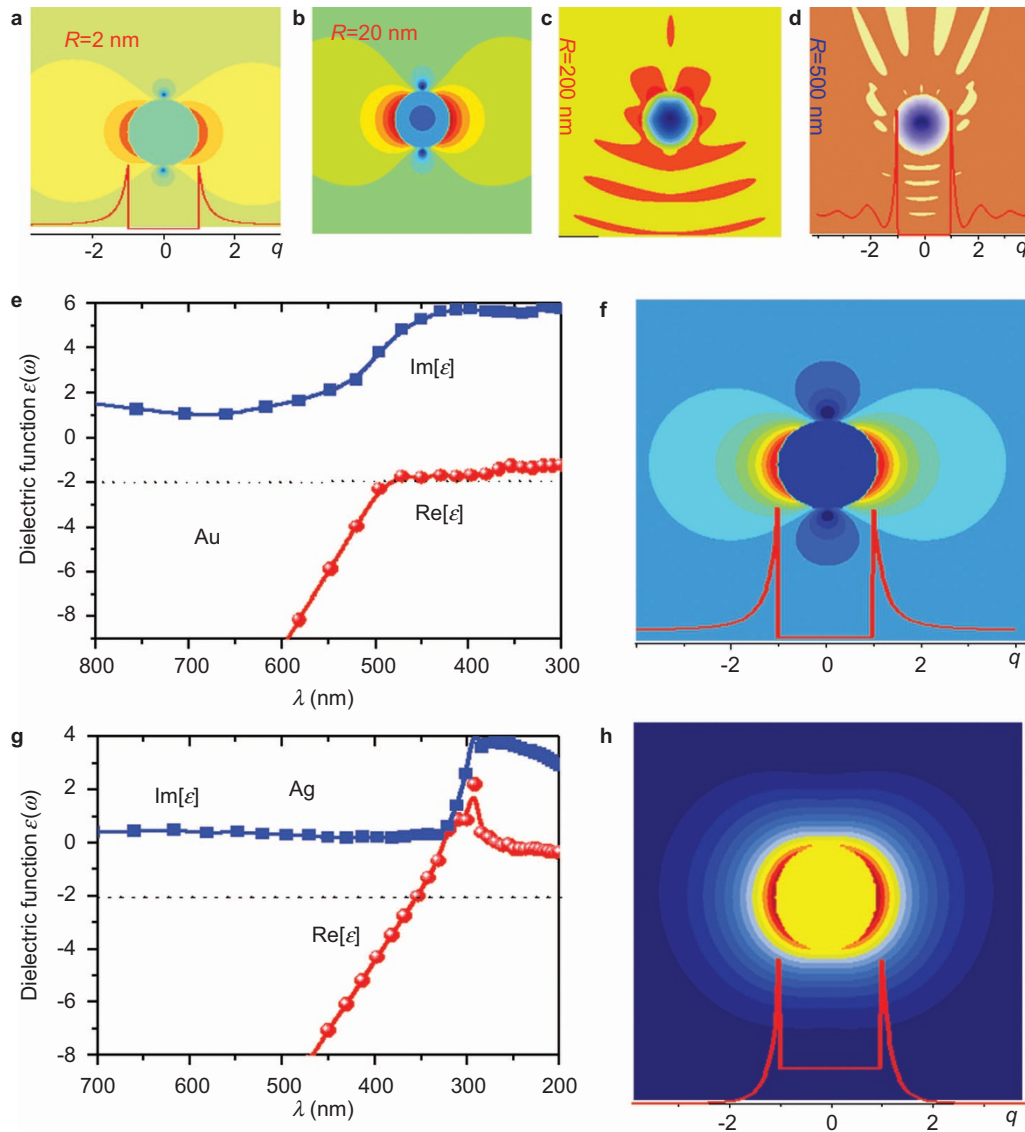 a
R=2 nm
-2 0 2 q
b
R=20 nm
c
R=200 nm
d
R=500 nm
-2 0 2 q
e
Dielectric function ε(ω)
6
4
2
0
-2
-4
-6
-8
Im[ε]
Re[ε]
Au
800 700 600 500 400 300
λ (nm)
f
-2 0 2 q
g
Dielectric function ε(ω)
4
2
0
-2
-4
-6
-8
Im[ε]
Ag
Re[ε]
700 600 500 400 300 200
λ (nm)
h
-2 0 2 q